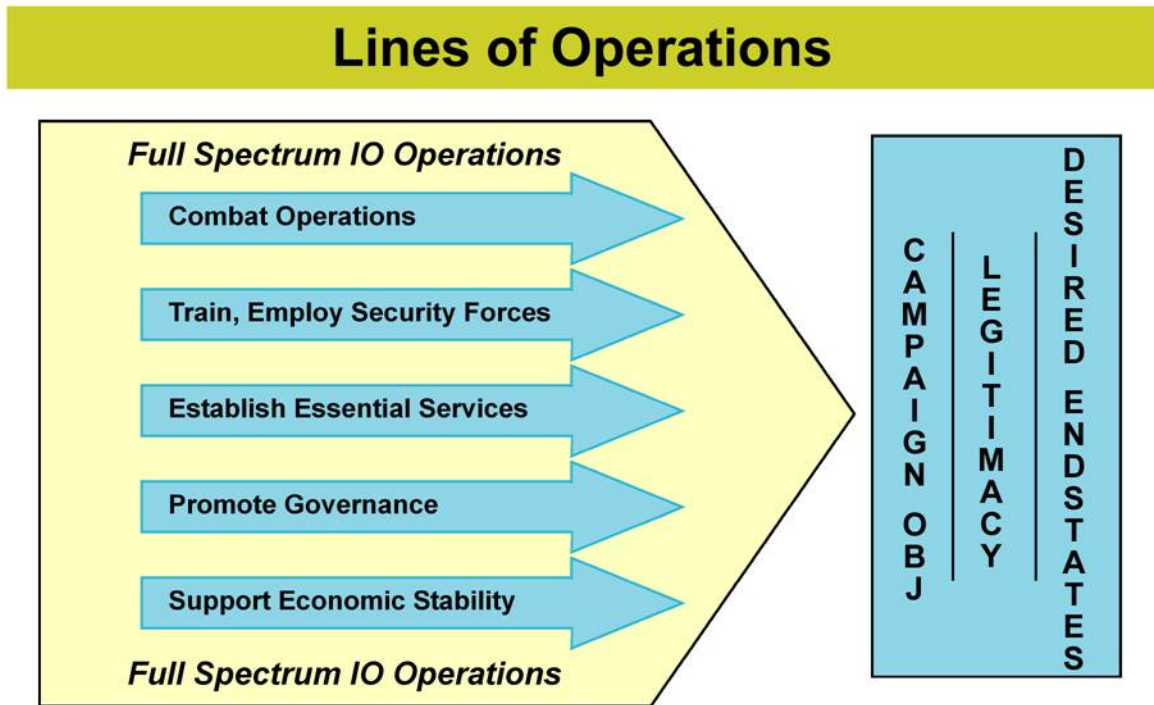 Lines of Operations
Full Spectrum IO Operations
Combat Operations
Train, Employ Security Forces
Establish Essential Services
Promote Governance
Support Economic Stability
Full Spectrum IO Operations
CAMPAIGN OBJ
LEGITIMACY
DESIRED ENDSTATES